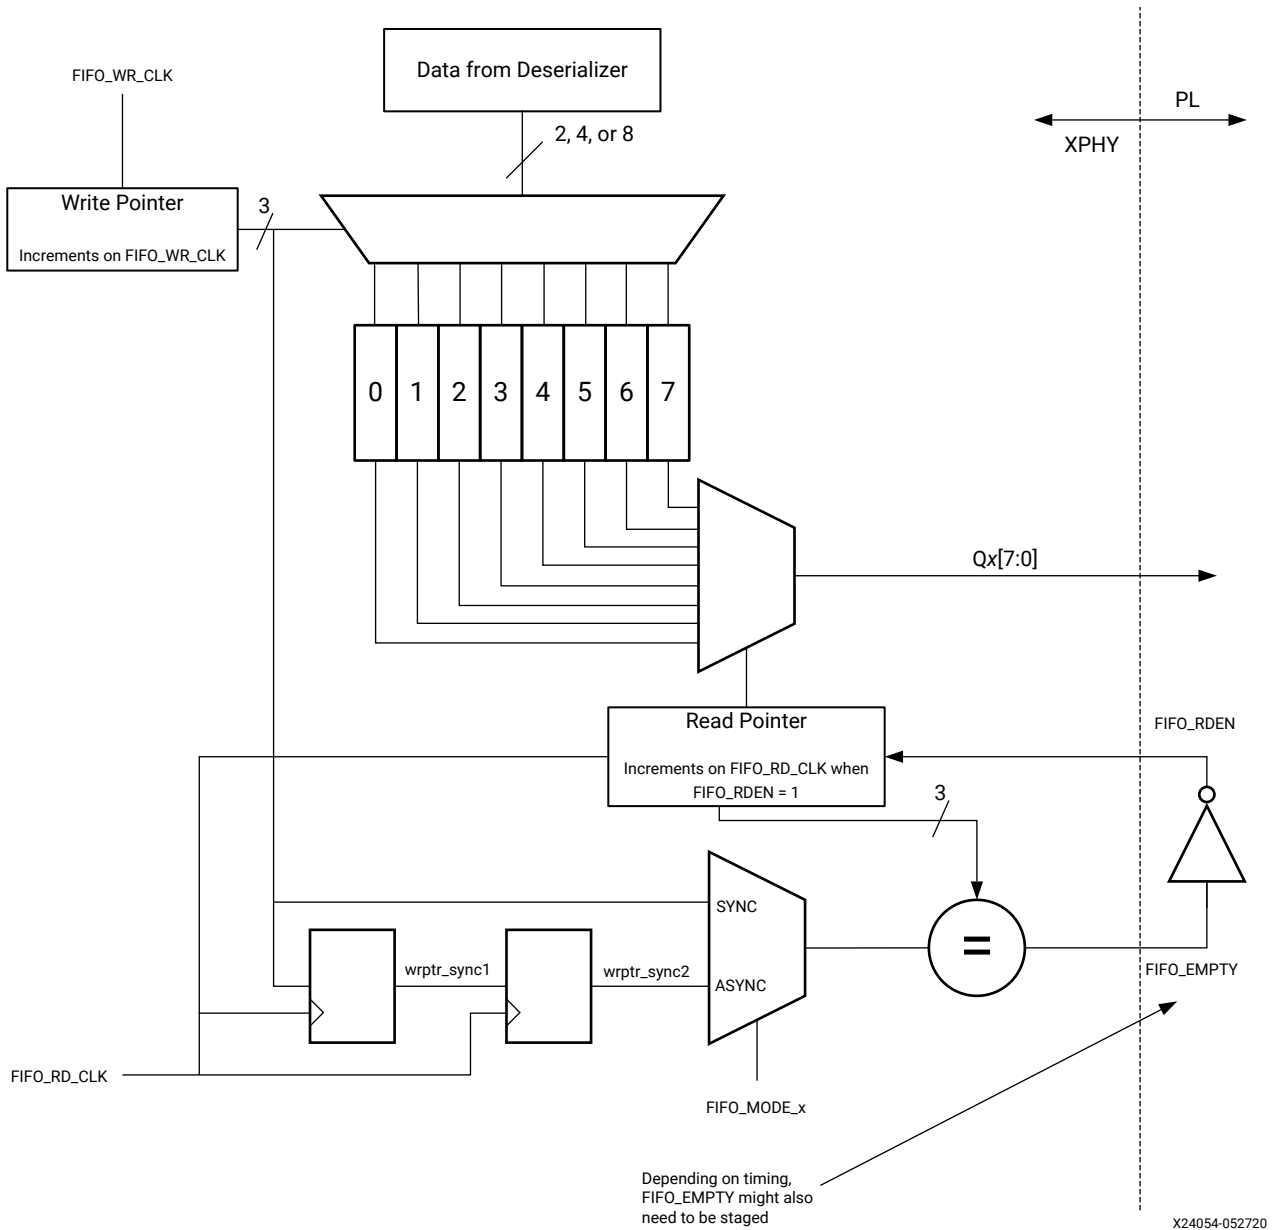 Data from Deserializer
FIFO_WR_CLK
2, 4, or 8
PL
XPHY
Write Pointer
Increments on FIFO_WR_CLK
3
0 1 2 3 4 5 6 7
Qx[7:0]
Read Pointer
Increments on FIFO_RD_CLK when
FIFO_RDEN = 1
FIFO_RDEN
3
SYNC
=
wrptr_sync1
wrptr_sync2
ASYNC
FIFO_EMPTY
FIFO_RD_CLK
FIFO_MODE_x
Depending on timing,
FIFO_EMPTY might also
need to be staged
X24054-052720